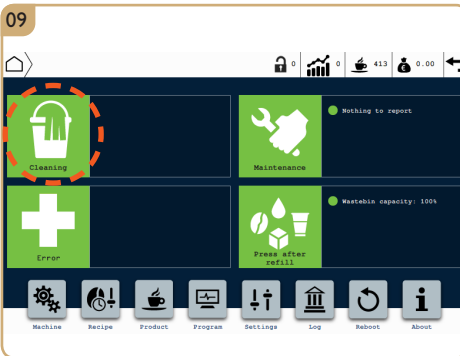 09
0
0
413
0.00
Cleaning
Nothing to report
Maintenance
Error
Wastebin capacity: 100%
Press after
refill
Machine
Recipe
Product
Program
Settings
Log
Reboot
About